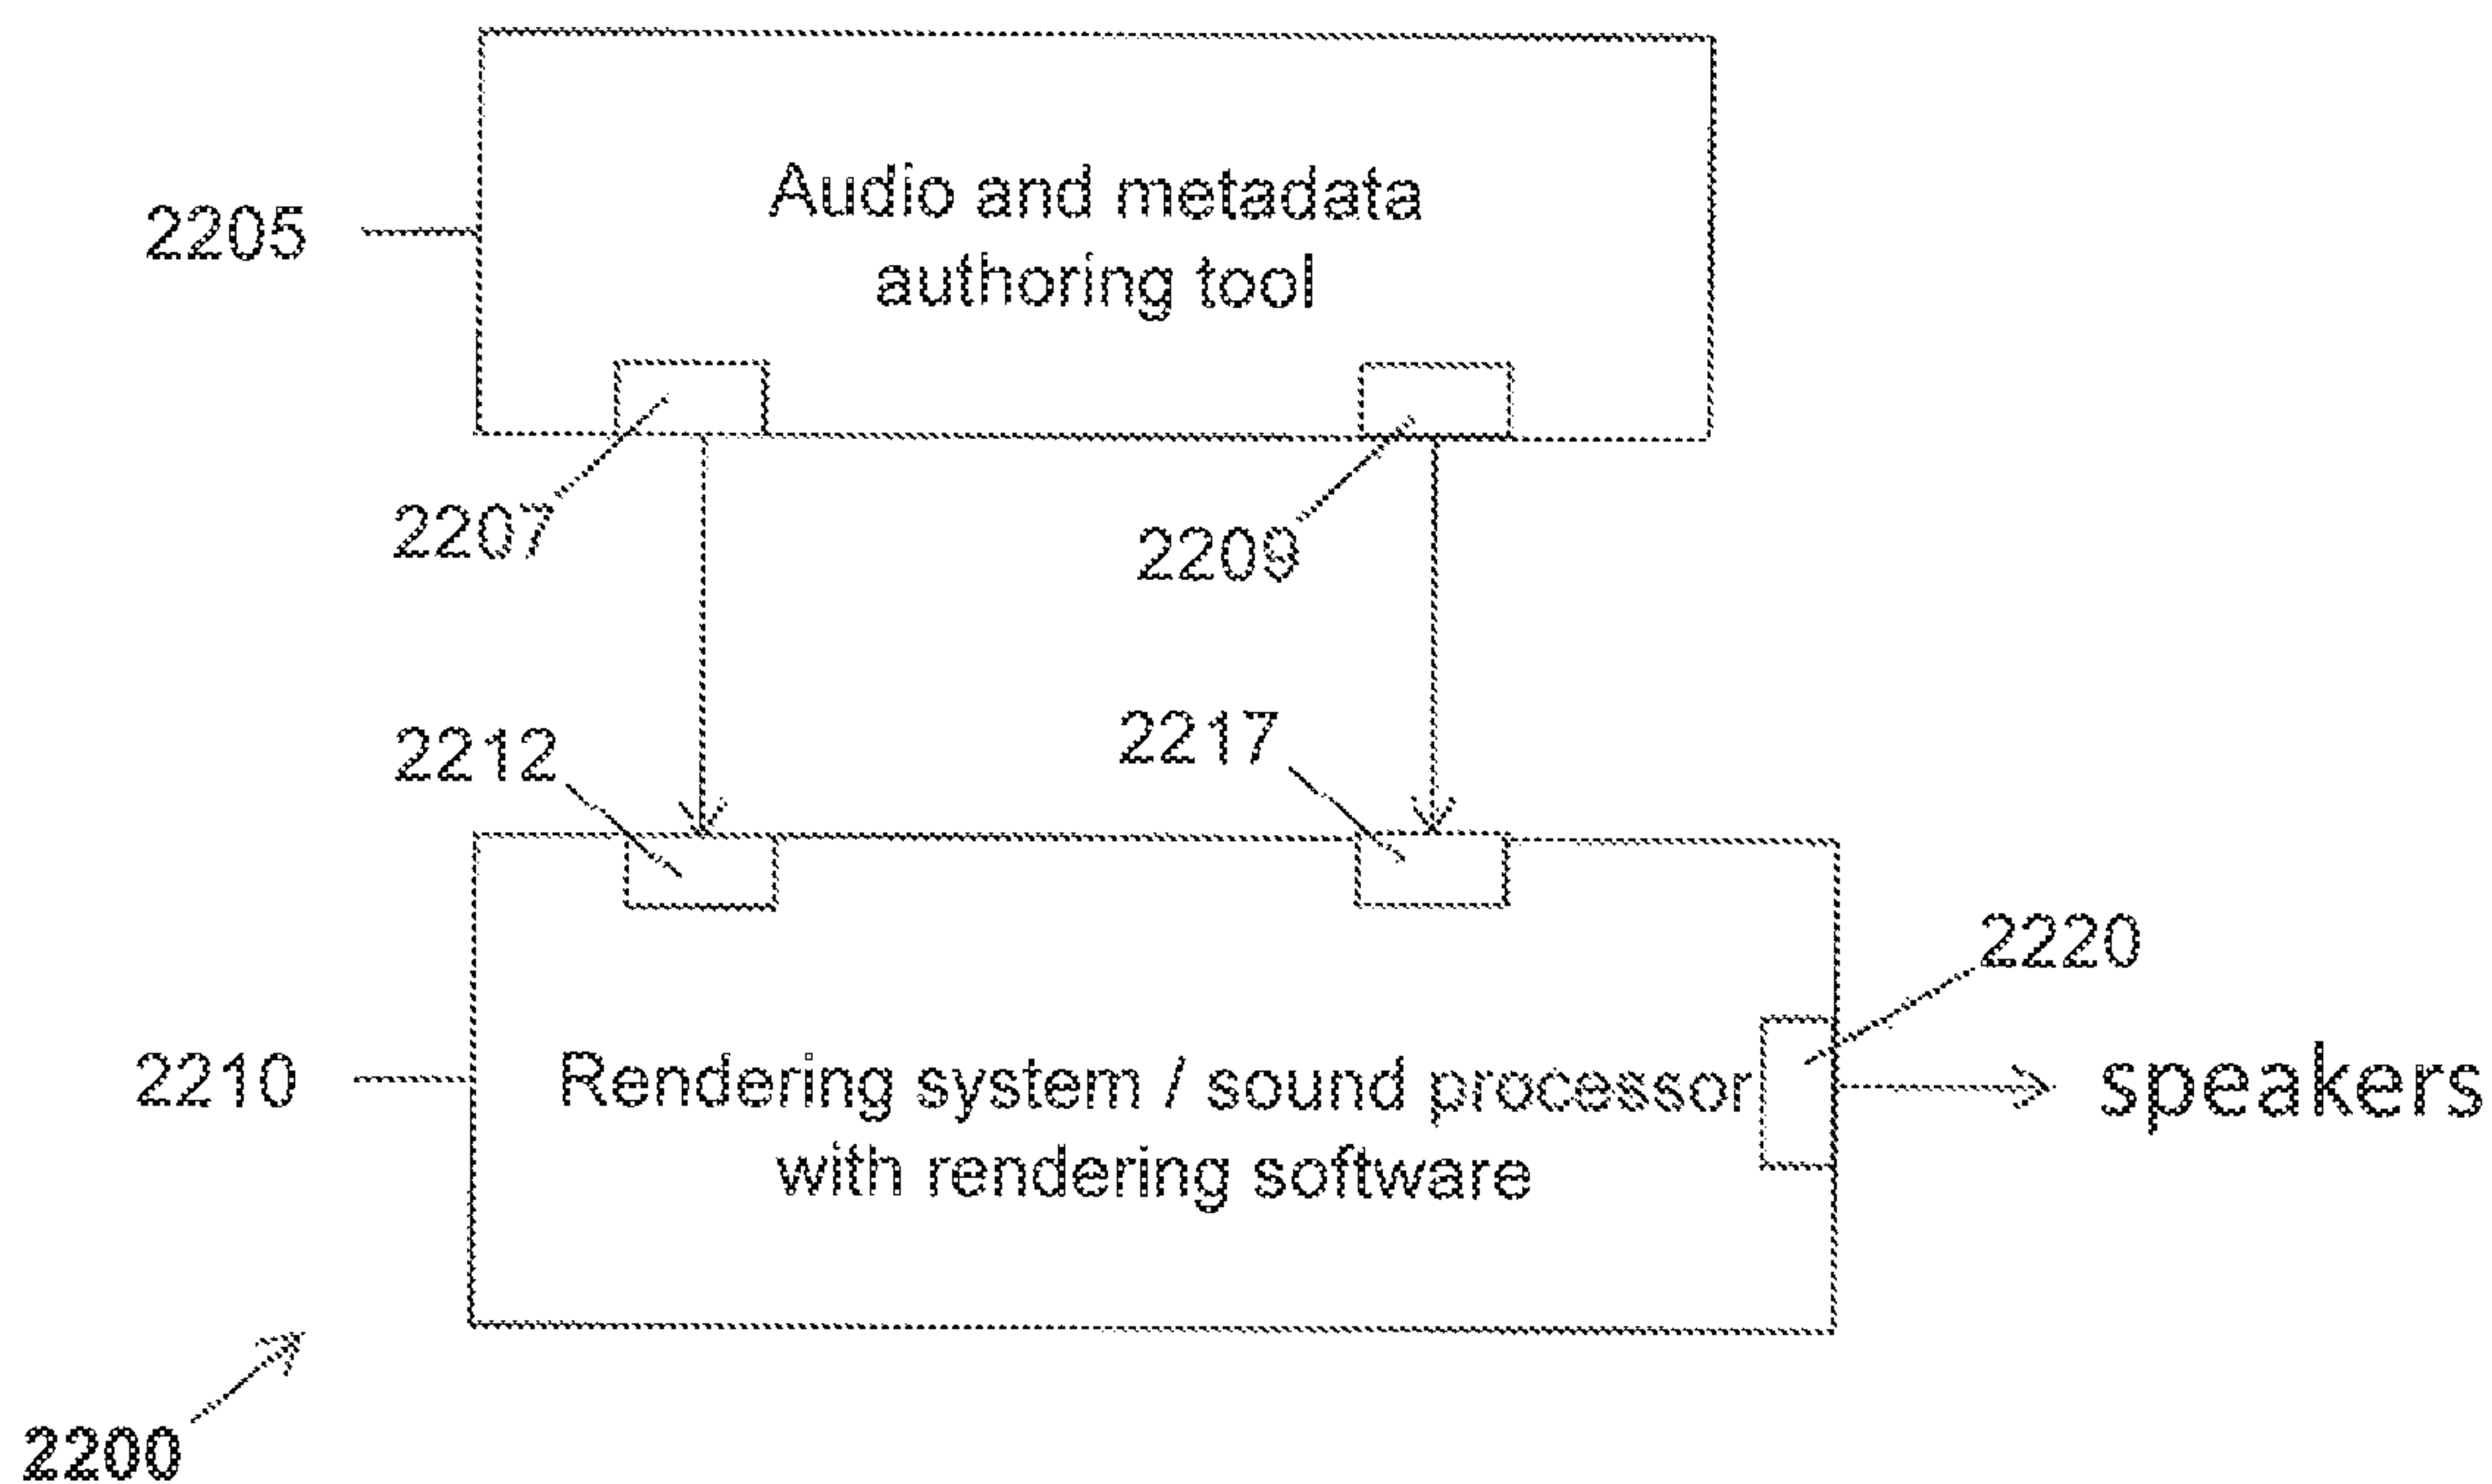 Audio and metadata
authoring tool
2205
2207
2209
2212
2217
2220
2210
Rendering system / sound processor
with rendering software
speakers
2200